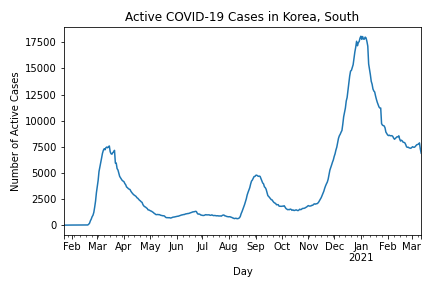 Active COVID-19 Cases in Korea, South
Number of Active Cases
17500
15000
12500
10000
7500
5000
2500
0
Feb Mar Apr May Jun Jul Aug Sep Oct Nov Dec Jan Feb Mar
2021
Day